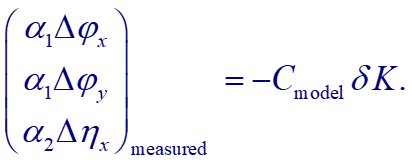 α₁Δφₓ
α₁Δφᵧ
α₂Δηₓ
measured
= −C_model δK.